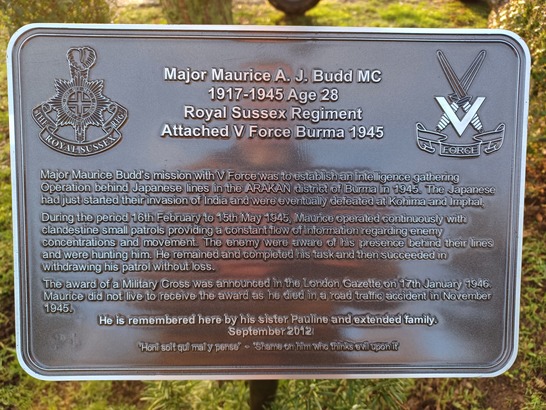 Major Maurice A. J. Budd MC
1917-1945 Age 28
Royal Sussex Regiment
Attached V Force Burma 1945
THE ROYAL SUSSEX REGT
V
FORCE
Major Maurice Budd's mission with V Force was to establish an intelligence gathering
Operation behind Japanese lines in the ARAKAN district of Burma in 1945. The Japanese
had just started their invasion of India and were eventually defeated at Kohima and Imphal.
During the period 16th February to 15th May 1945, Maurice operated continuously with
clandestine small patrols providing a constant flow of information regarding enemy
concentrations and movement. The enemy were aware of his presence behind their lines
and were hunting him. He remained and completed his task and then succeeded in
withdrawing his patrol without loss.
The award of a Military Cross was announced in the London Gazette on 17th January 1946.
Maurice did not live to receive the award as he died in a road traffic accident in November
1945.
He is remembered here by his sister Pauline and extended family.
September 2012
"Honi soit qui mal y pense" ~ "Shame on him who thinks evil upon it"